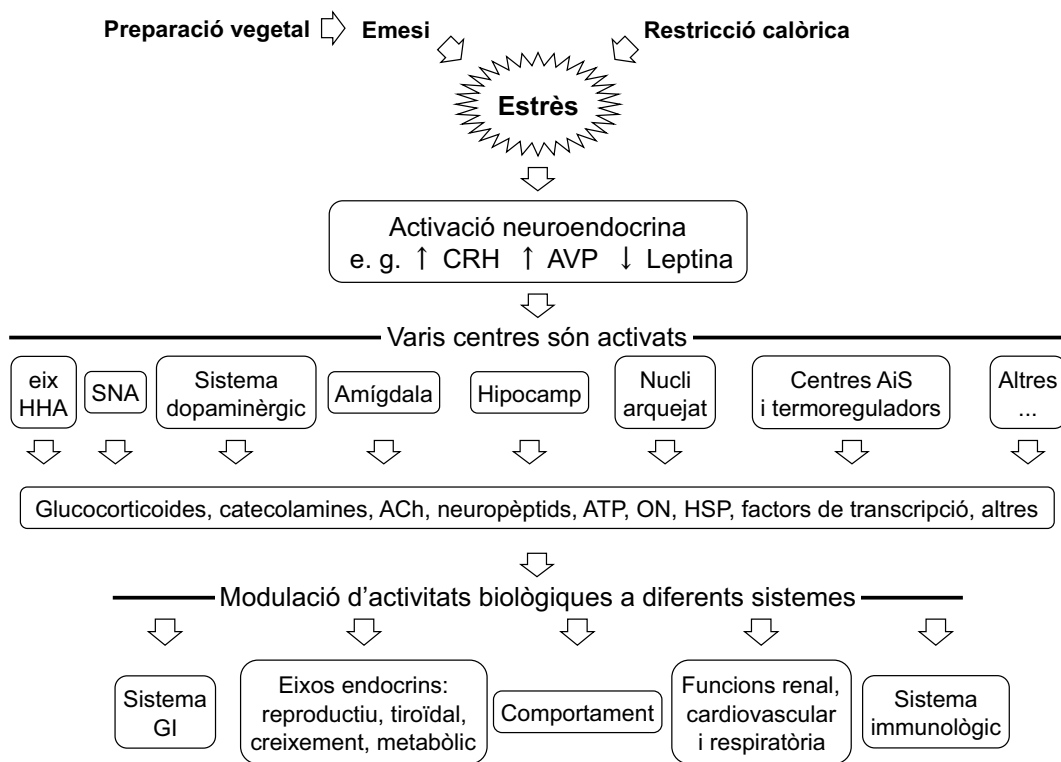 Preparació vegetal Emesi Restricció calòrica
Estrès
Activació neuroendocrina
e. g. ↑ CRH ↑ AVP ↓ Leptina
Varis centres són activats
eix
HHA
SNA
Sistema
dopaminèrgic
Amígdala
Hipocamp
Nucli
arquejat
Centres AiS
i termoreguladors
Altres
...
Glucocorticoides, catecolamines, ACh, neuropèptids, ATP, ON, HSP, factors de transcripció, altres
Modulació d’activitats biològiques a diferents sistemes
Sistema
GI
Eixos endocrins:
reproductiu, tiroïdal,
creixement, metabòlic
Comportament
Funcions renal,
cardiovascular
i respiratòria
Sistema
immunològic